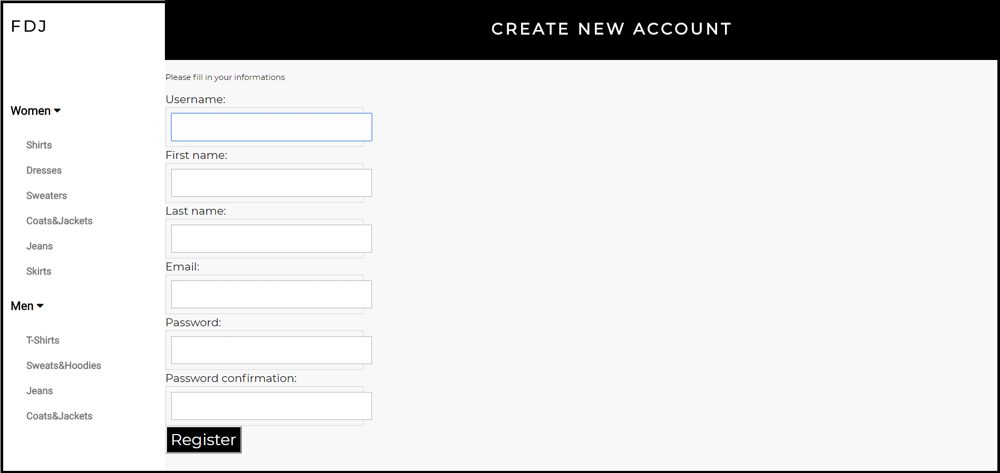 FDJ
Women
Shirts
Dresses
Sweaters
Coats&Jackets
Jeans
Skirts
Men
T-Shirts
Sweats&Hoodies
Jeans
Coats&Jackets
CREATE NEW ACCOUNT
Please fill in your informations
Username:
First name:
Last name:
Email:
Password:
Password confirmation:
Register